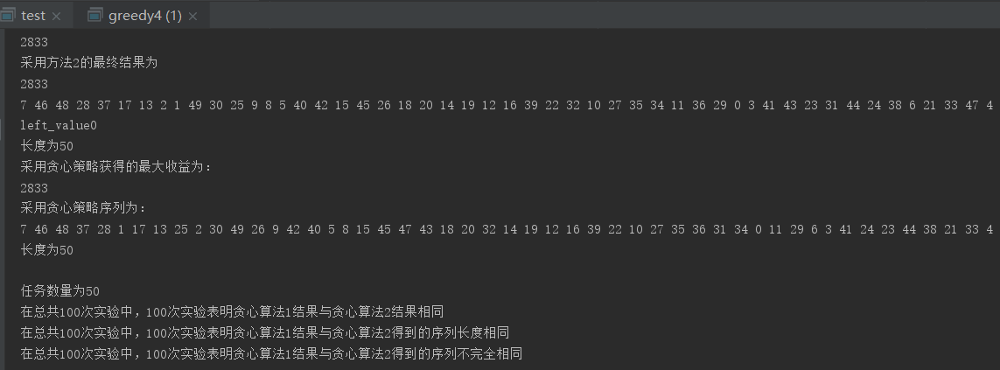 test
greedy4 (1)
2833
采用方法2的最终结果为
2833
7 46 48 28 37 17 13 2 1 49 30 25 9 8 5 40 42 15 45 26 18 20 14 19 12 16 39 22 32 10 27 35 34 11 36 29 0 3 41 43 23 31 44 24 38 6 21 33 47 4
left_value0
长度为50
采用贪心策略获得的最大收益为：
2833
采用贪心策略序列为：
7 46 48 37 28 1 17 13 25 2 30 49 26 9 42 40 5 8 15 45 47 43 18 20 32 14 19 12 16 39 22 10 27 35 36 31 34 0 11 29 6 3 41 24 23 44 38 21 33 4
长度为50
任务数量为50
在总共100次实验中，100次实验表明贪心算法1结果与贪心算法2结果相同
在总共100次实验中，100次实验表明贪心算法1结果与贪心算法2得到的序列长度相同
在总共100次实验中，100次实验表明贪心算法1结果与贪心算法2得到的序列不完全相同